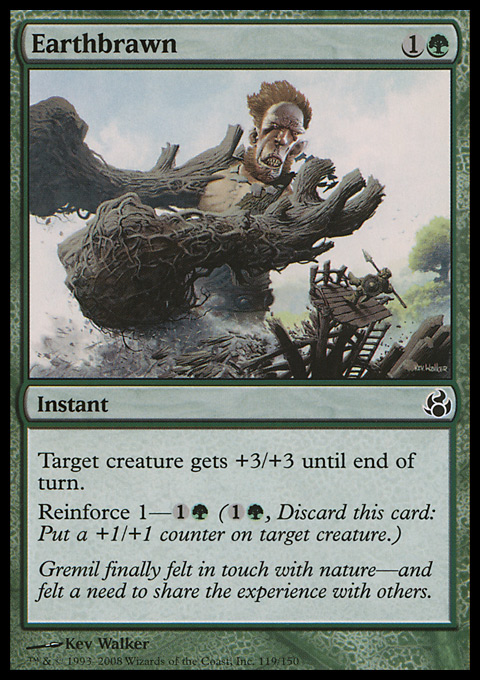 Earthbrawn 1
KEV WALKER
Instant
Target creature gets +3/+3 until end of
turn.
Reinforce 1—1 (1, Discard this card:
Put a +1/+1 counter on target creature.)
Gremil finally felt in touch with nature—and
felt a need to share the experience with others.
Kev Walker
™ & © 1993–2008 Wizards of the Coast, Inc. 119/150